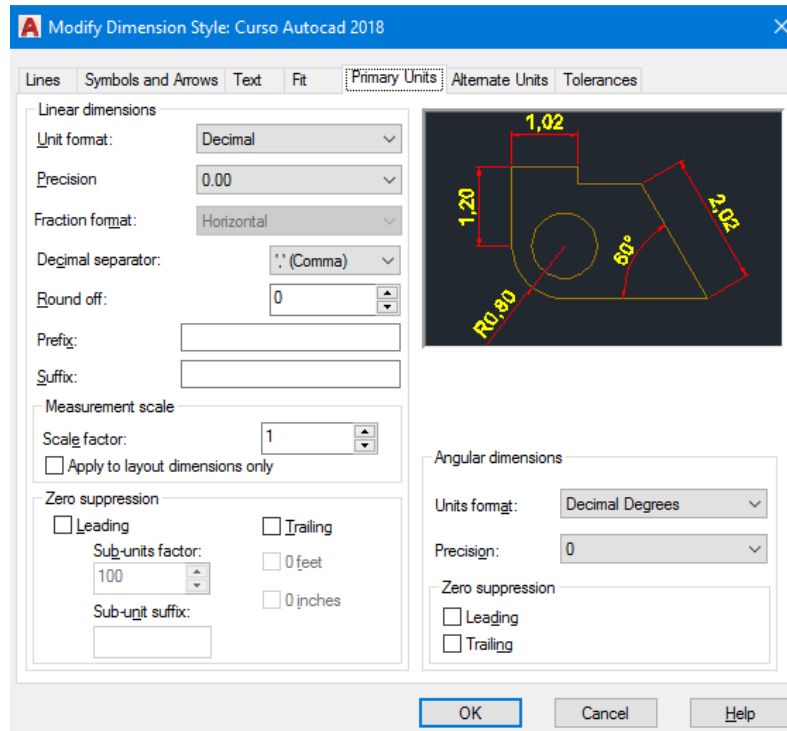 Modify Dimension Style: Curso Autocad 2018
Lines Symbols and Arrows Text Fit Primary Units Alternate Units Tolerances
Linear dimensions
Unit format: Decimal
Precision 0.00
Fraction format: Horizontal
Decimal separator: ',' (Comma)
Round off: 0
Prefix:
Suffix:
Measurement scale
Scale factor: 1
Apply to layout dimensions only
Zero suppression
Leading Trailing
Sub-units factor: 0 feet
100
0 inches
Sub-unit suffix:
1,02
1,20
2,02
60°
R0,80
Angular dimensions
Units format: Decimal Degrees
Precision: 0
Zero suppression
Leading
Trailing
OK Cancel Help